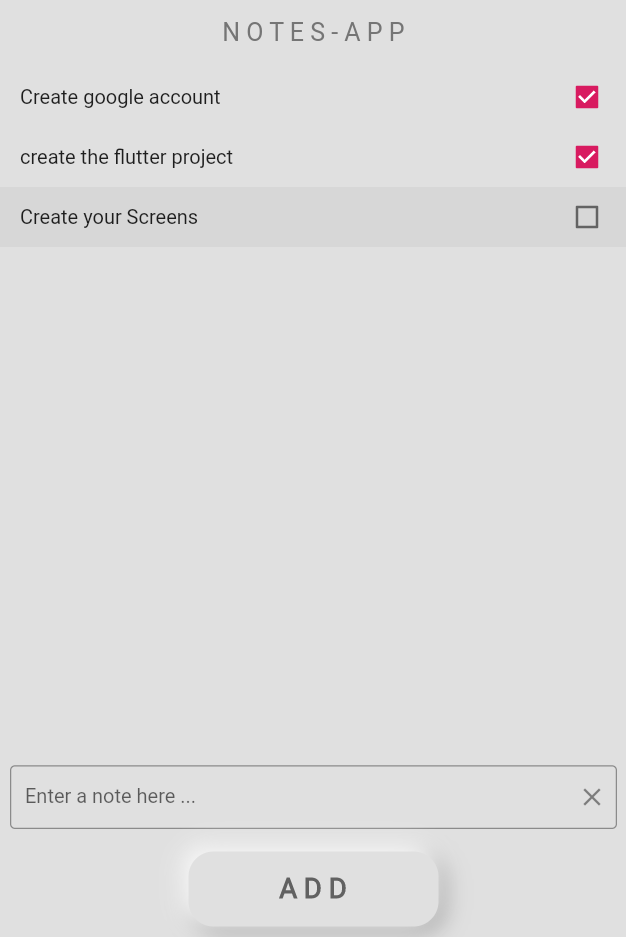 NOTES-APP
Create google account
create the flutter project
Create your Screens
Enter a note here ...
ADD